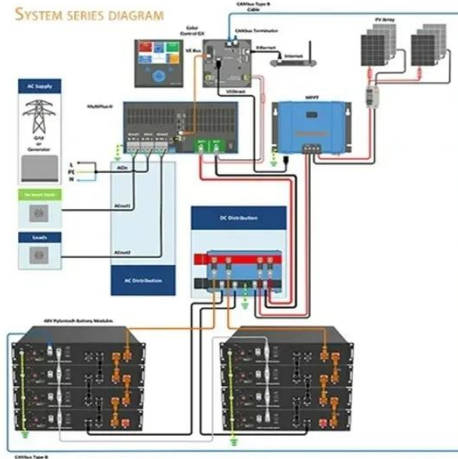 SYSTEM SERIES DIAGRAM
CANbus Type B
Cable
Color
Control GX
CANbus Terminator
PV Array
VE Bus
Ethernet
Internet
AC Supply
MultiPlus-II
VEDirect
MPPT
Grid
or
Generator
L
PE
N
ACin
ACout1
DC Distribution
Loads
ACout2
AC Distribution
48V Pylontech Battery Modules
CANbus Type B